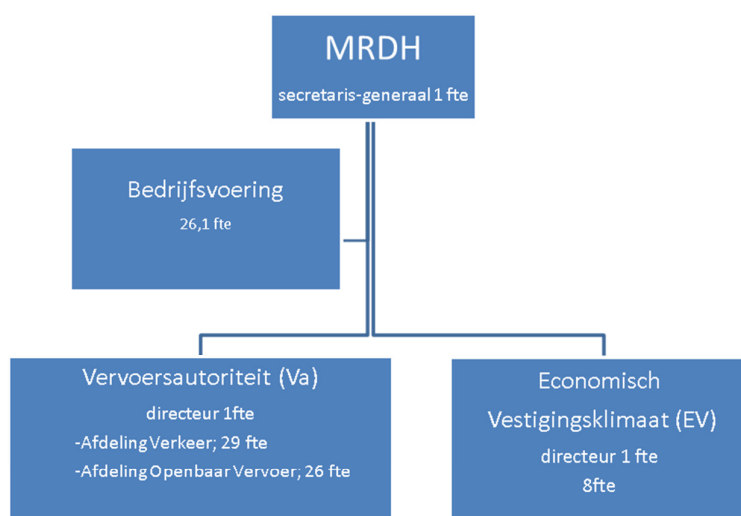 MRDH
secretaris-generaal 1 fte
Bedrijfsvoering
26,1 fte
Vervoersautoriteit (Va)
directeur 1fte
-Afdeling Verkeer; 29 fte
-Afdeling Openbaar Vervoer; 26 fte
Economisch
Vestigingsklimaat (EV)
directeur 1 fte
8fte